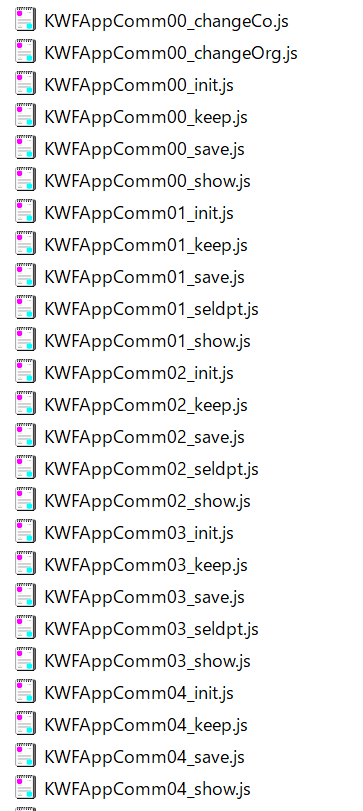 KWFAppComm00_changeCo.js
KWFAppComm00_changeOrg.js
KWFAppComm00_init.js
KWFAppComm00_keep.js
KWFAppComm00_save.js
KWFAppComm00_show.js
KWFAppComm01_init.js
KWFAppComm01_keep.js
KWFAppComm01_save.js
KWFAppComm01_seldpt.js
KWFAppComm01_show.js
KWFAppComm02_init.js
KWFAppComm02_keep.js
KWFAppComm02_save.js
KWFAppComm02_seldpt.js
KWFAppComm02_show.js
KWFAppComm03_init.js
KWFAppComm03_keep.js
KWFAppComm03_save.js
KWFAppComm03_seldpt.js
KWFAppComm03_show.js
KWFAppComm04_init.js
KWFAppComm04_keep.js
KWFAppComm04_save.js
KWFAppComm04_show.js